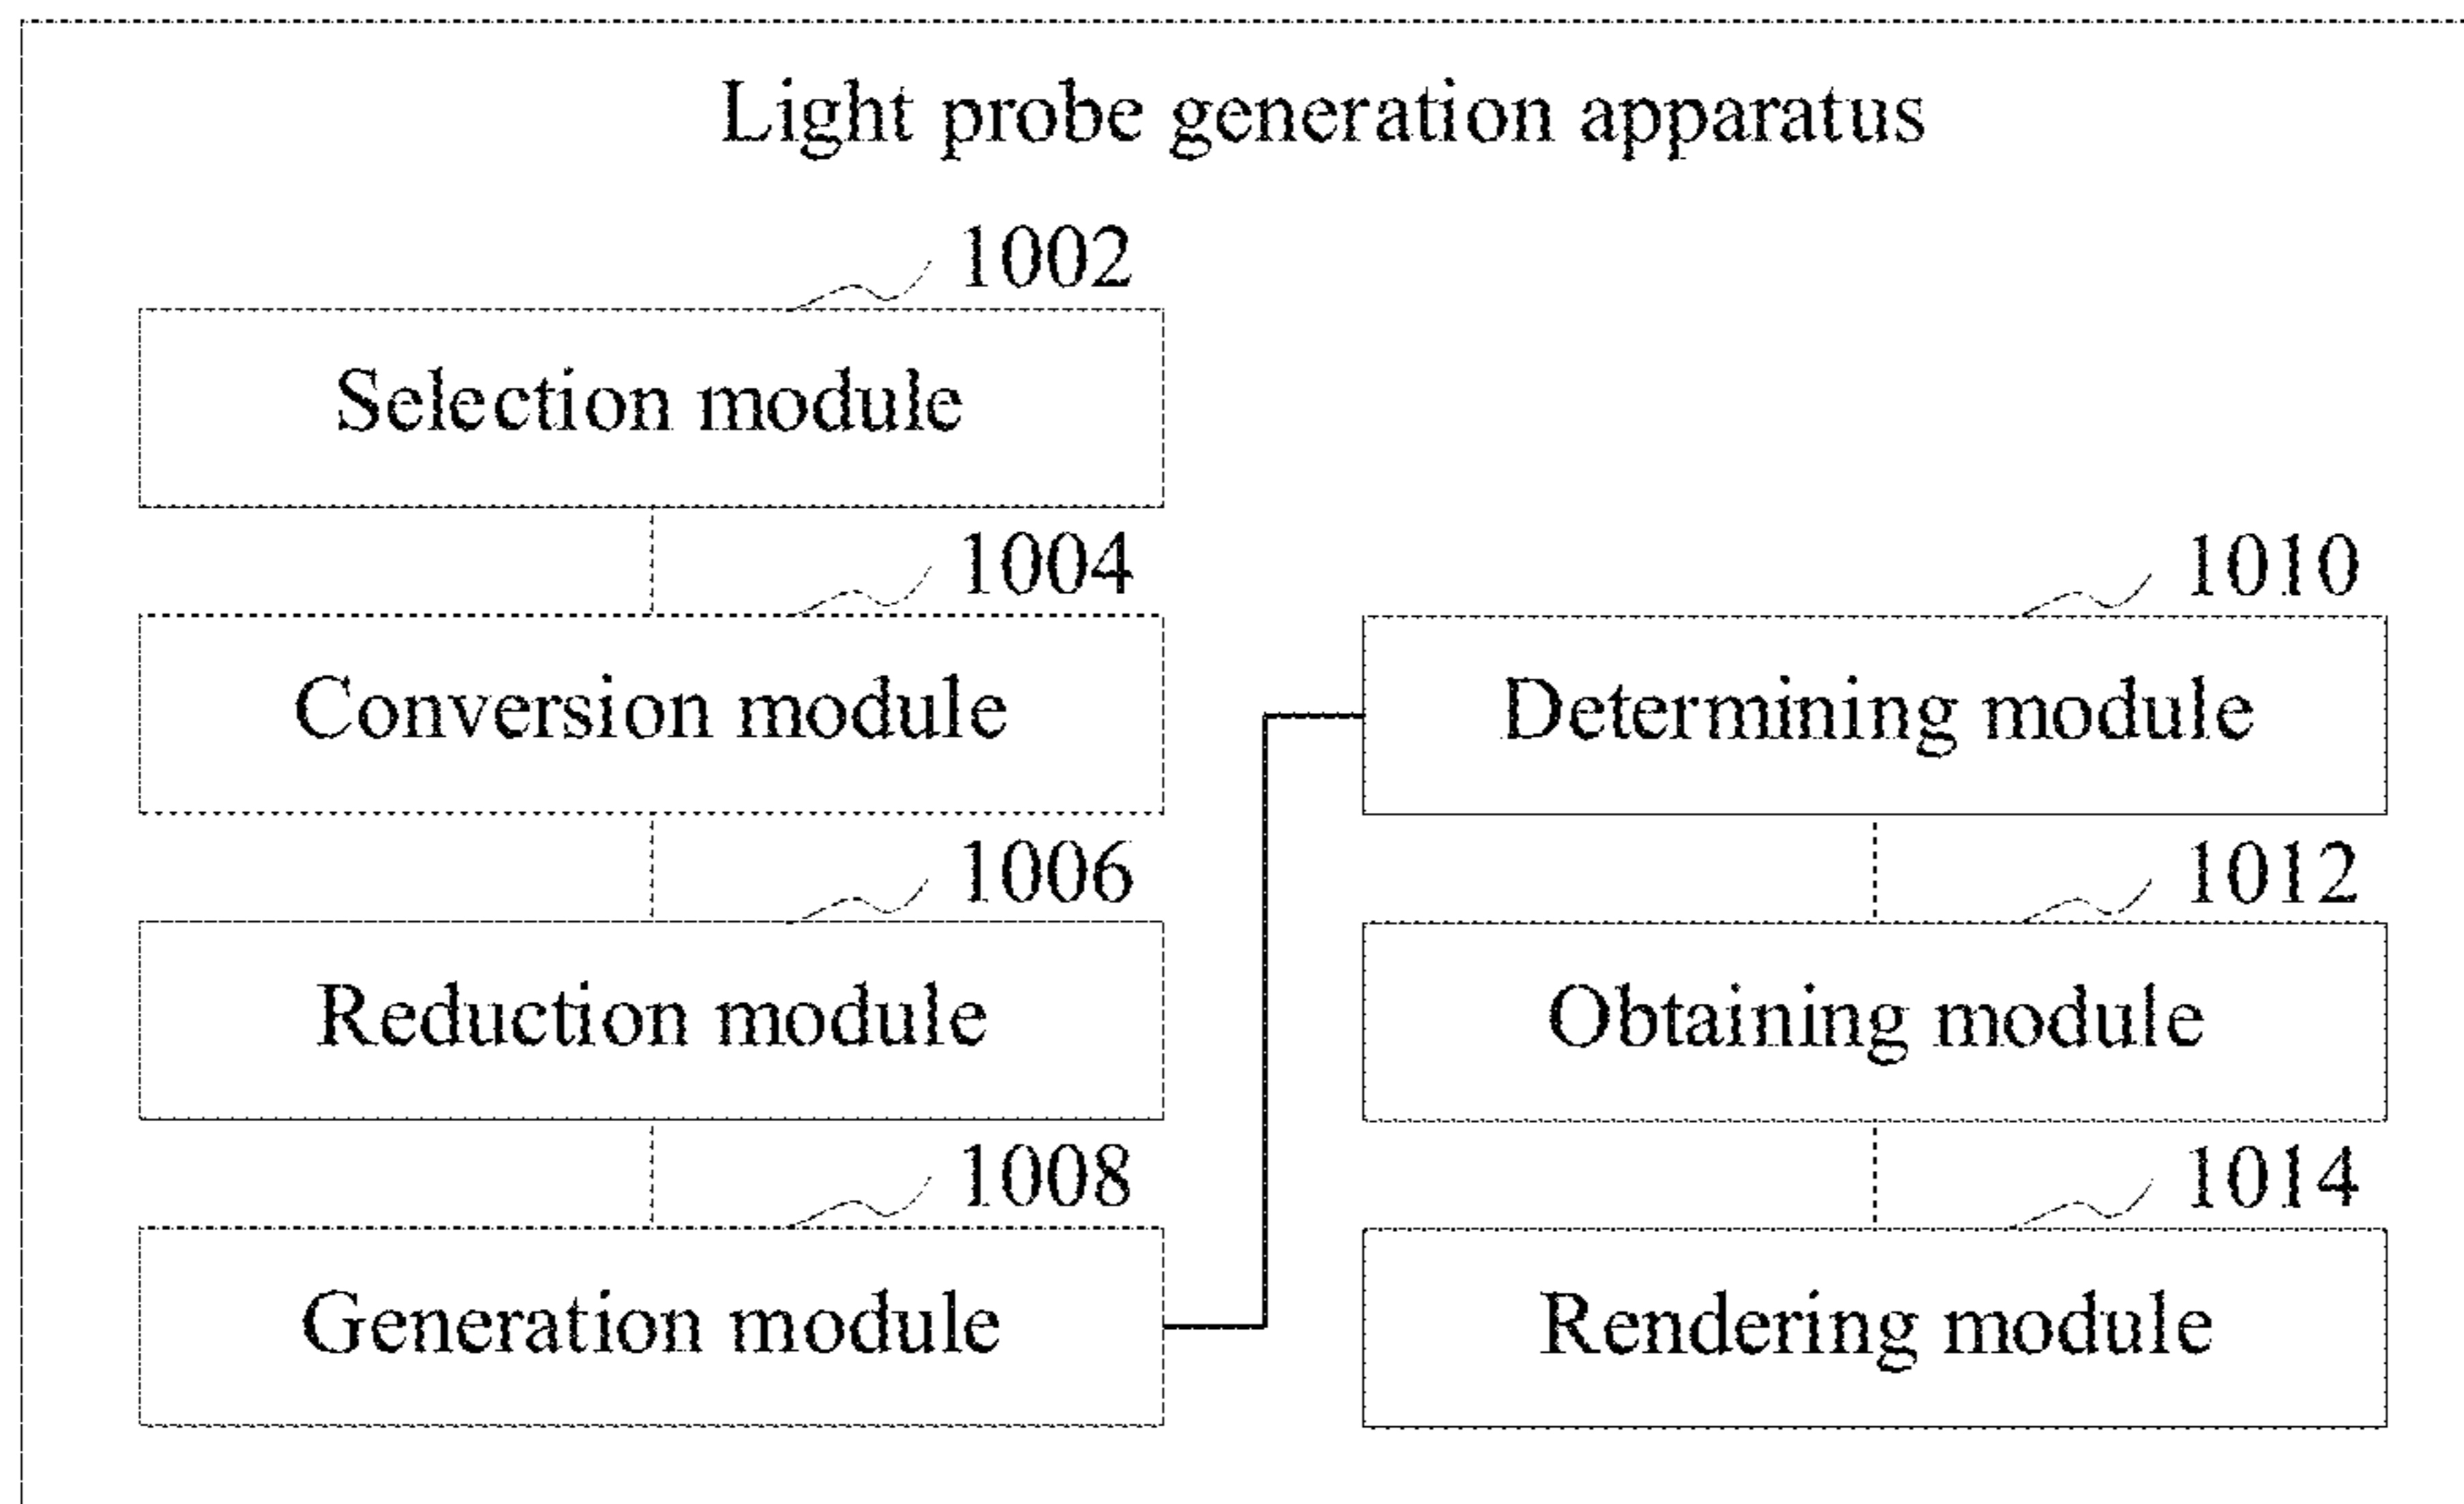 Light probe generation apparatus
1002
Selection module
1004
Conversion module
1006
Reduction module
1008
Generation module
1010
Determining module
1012
Obtaining module
1014
Rendering module